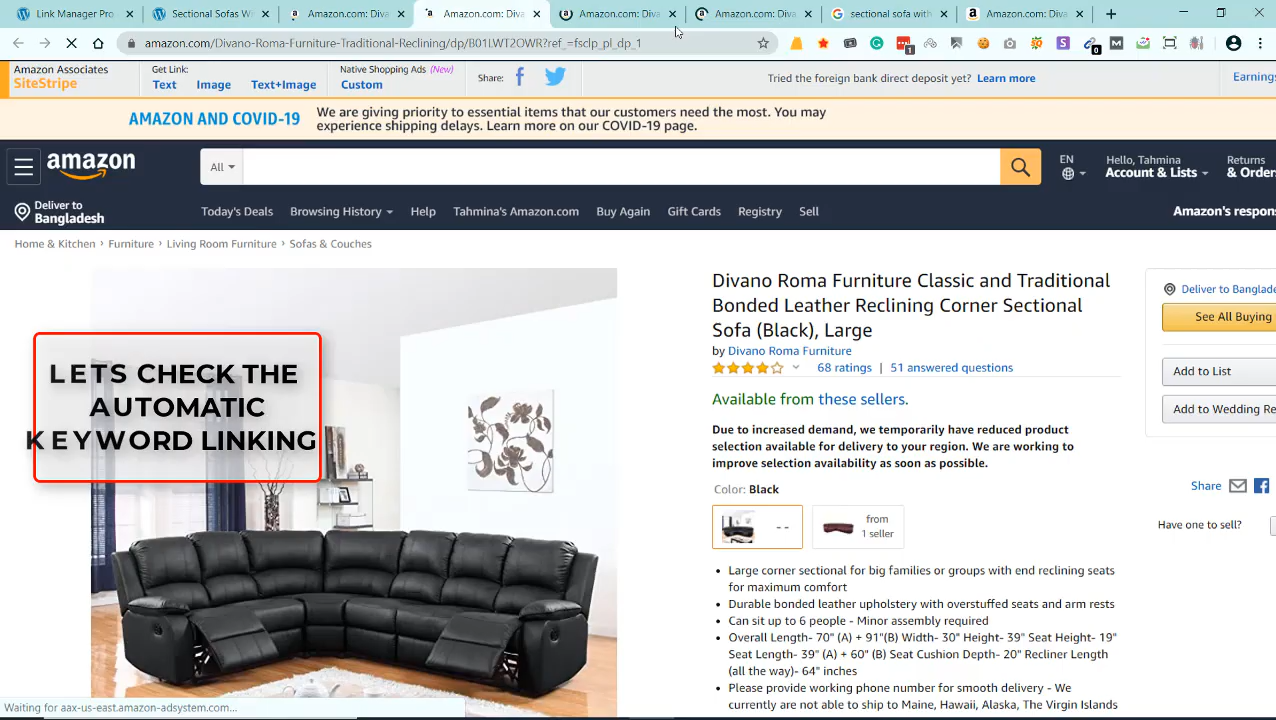 Link Manager Pro
Sectional Sofas W
Amazon.com: Diva
Amazon.com: Diva
Amazon.com: Diva
Amazon.com: Diva
sectional sofa with
Amazon.com: Diva
amazon.com/Divano-Roma-Furniture-Traditional-Reclining/dp/B01LWT2OWR?ref_=fsclp_pl_dp_1
1
0
Amazon Associates
SiteStripe
Get Link:
Text
Image
Text+Image
Native Shopping Ads (New)
Custom
Share:
Tried the foreign bank direct deposit yet? Learn more
Earnings
AMAZON AND COVID-19
We are giving priority to essential items that our customers need the most. You may
experience shipping delays. Learn more on our COVID-19 page.
amazon
All
EN
Hello, Tahmina
Account & Lists
Returns
& Orders
Deliver to
Bangladesh
Today's Deals
Browsing History
Help
Tahmina's Amazon.com
Buy Again
Gift Cards
Registry
Sell
Amazon's respon
Home & Kitchen › Furniture › Living Room Furniture › Sofas & Couches
LETS CHECK THE
AUTOMATIC
KEYWORD LINKING
Divano Roma Furniture Classic and Traditional
Bonded Leather Reclining Corner Sectional
Sofa (Black), Large
by Divano Roma Furniture
68 ratings | 51 answered questions
Available from these sellers.
Due to increased demand, we temporarily have reduced product
selection available for delivery to your region. We are working to
improve selection availability as soon as possible.
Color: Black
--
from
1 seller
• Large corner sectional for big families or groups with end reclining seats
for maximum comfort
• Durable bonded leather upholstery with overstuffed seats and arm rests
• Can sit up to 6 people - Minor assembly required
• Overall Length- 70" (A) + 91"(B) Width- 30" Height- 39" Seat Height- 19"
Seat Length- 39" (A) + 60" (B) Seat Cushion Depth- 20" Recliner Length
(all the way)- 64" inches
• Please provide working phone number for smooth delivery - We
currently are not able to ship to Maine, Hawaii, Alaska, The Virgin Islands
Deliver to Banglade
See All Buying
Add to List
Add to Wedding Re
Share
Have one to sell?
Waiting for aax-us-east.amazon-adsystem.com...